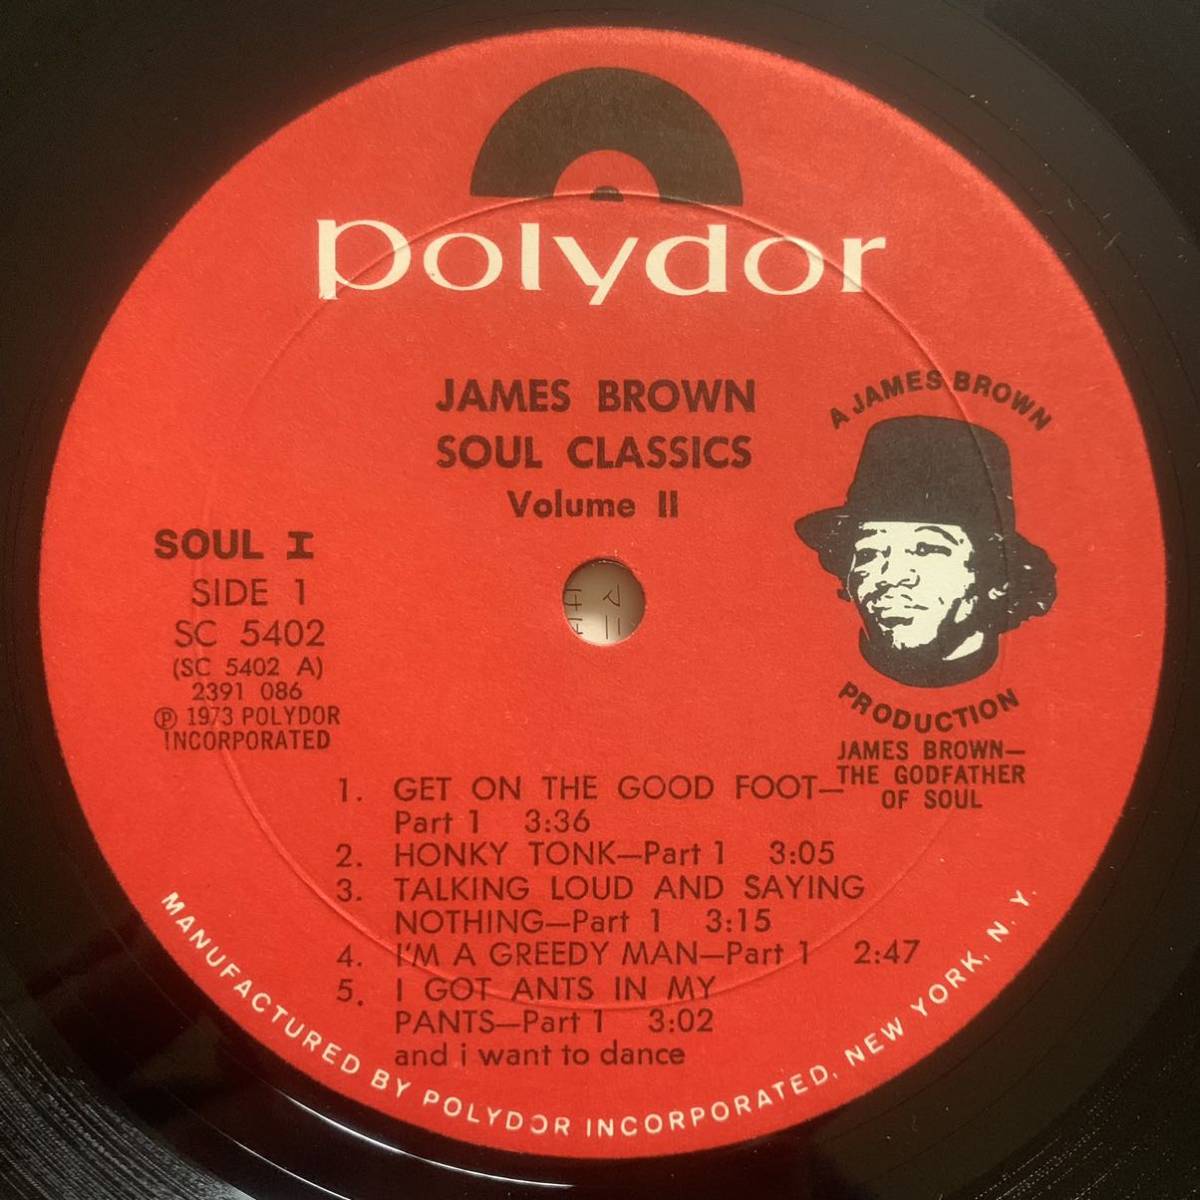 polydor
JAMES BROWN
SOUL CLASSICS
Volume II
A JAMES BROWN
PRODUCTION
JAMES BROWN—
THE GODFATHER
OF SOUL
SOUL I
SIDE 1
SC 5402
(SC 5402 A)
2391 086
℗ 1973 POLYDOR
INCORPORATED
1. GET ON THE GOOD FOOT—
Part 1 3:36
2. HONKY TONK—Part 1 3:05
3. TALKING LOUD AND SAYING
NOTHING—Part 1 3:15
4. I'M A GREEDY MAN—Part 1 2:47
5. I GOT ANTS IN MY
PANTS—Part 1 3:02
and i want to dance
MANUFACTURED BY POLYDOR INCORPORATED, NEW YORK, N. Y.